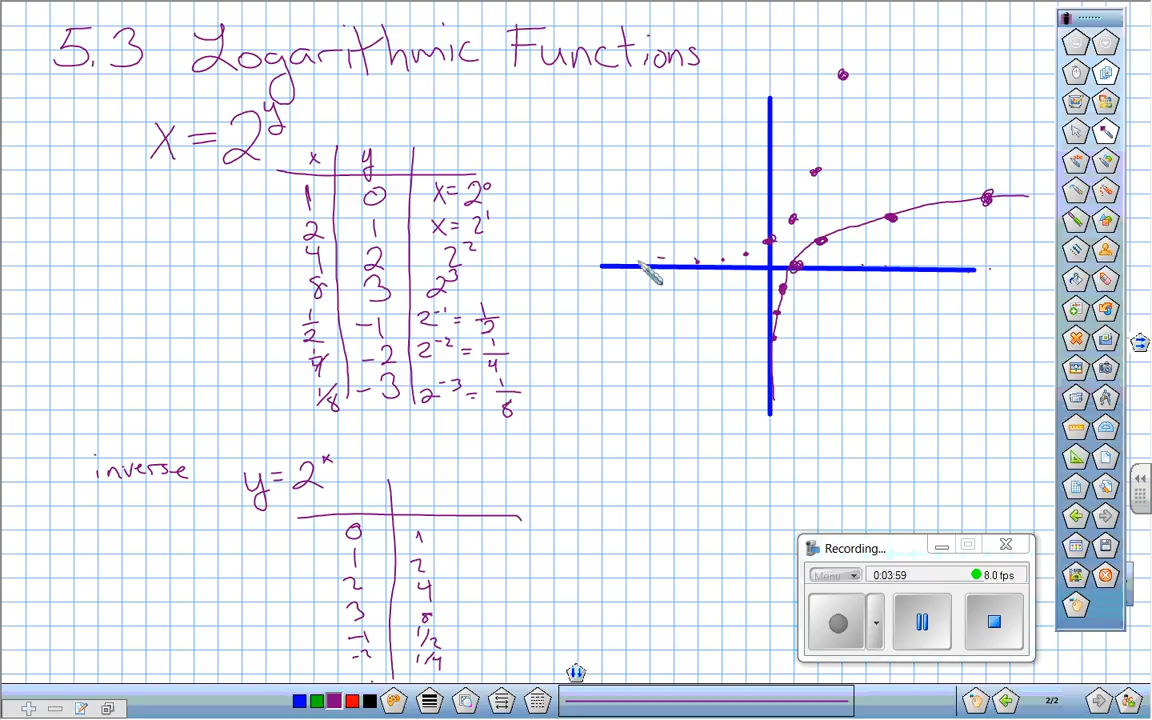 5.3 Logarithmic Functions
x = 2^y
x y
1 0 x = 2^0
2 1 x = 2^1
4 2 2^2
8 3 2^3
1/2 -1 2^-1 = 1/2
1/4 -2 2^-2 = 1/4
1/8 -3 2^-3 = 1/8
inverse y = 2^x
0 1
1 2
2 4
3 8
-1 1/2
-2 1/4
Recording...
Menu 0:03:59 8.0 fps
2/2